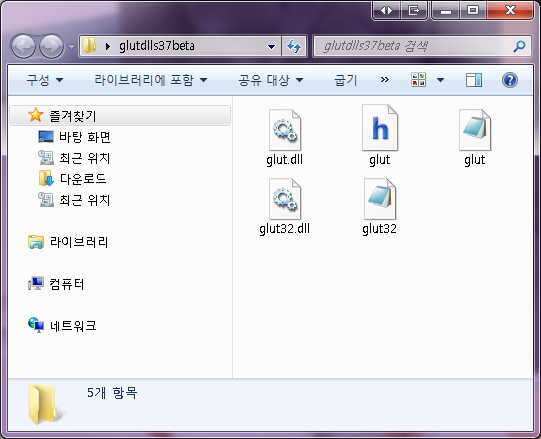 glutdlls37beta
glutdlls37beta 검색
구성 라이브러리에 포함 공유 대상 굽기 »
즐겨찾기
바탕 화면
최근 위치
다운로드
최근 위치
라이브러리
컴퓨터
네트워크
glut.dll glut glut
glut32.dll glut32
5개 항목